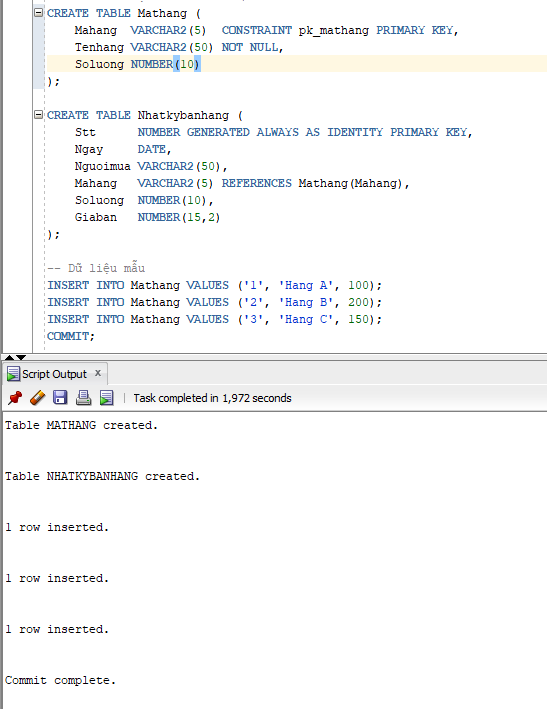 CREATE TABLE Mathang (
    Mahang  VARCHAR2(5)  CONSTRAINT pk_mathang PRIMARY KEY,
    Tenhang VARCHAR2(50) NOT NULL,
    Soluong NUMBER(10)
);
CREATE TABLE Nhatkybanhang (
    Stt      NUMBER GENERATED ALWAYS AS IDENTITY PRIMARY KEY,
    Ngay     DATE,
    Nguoimua VARCHAR2(50),
    Mahang   VARCHAR2(5) REFERENCES Mathang(Mahang),
    Soluong  NUMBER(10),
    Giaban   NUMBER(15,2)
);
-- Dữ liệu mẫu
INSERT INTO Mathang VALUES ('1', 'Hang A', 100);
INSERT INTO Mathang VALUES ('2', 'Hang B', 200);
INSERT INTO Mathang VALUES ('3', 'Hang C', 150);
COMMIT;
Script Output x
Task completed in 1,972 seconds
Table MATHANG created.
Table NHATKYBANHANG created.
1 row inserted.
1 row inserted.
1 row inserted.
Commit complete.